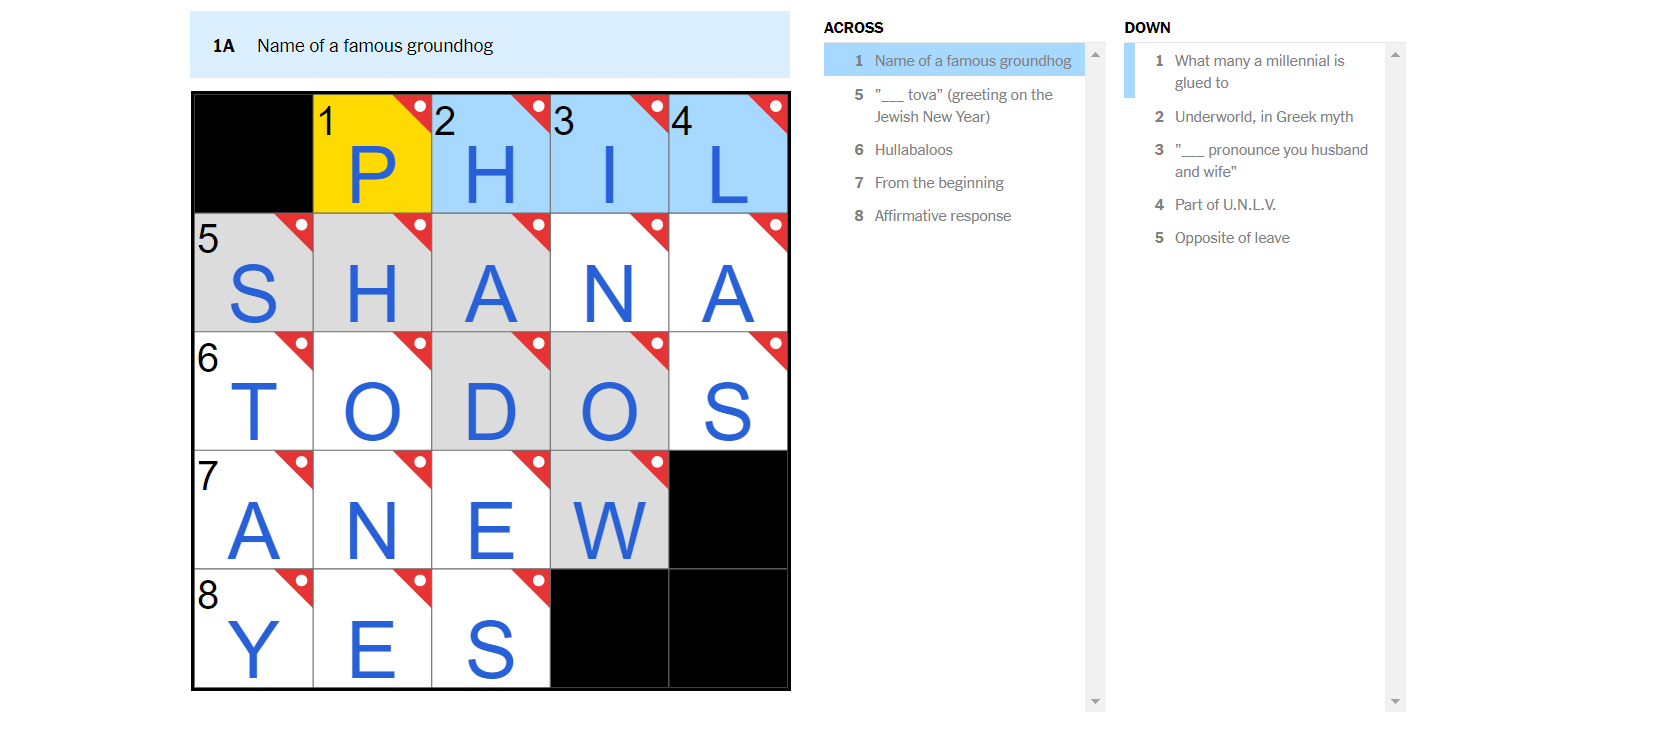 1A Name of a famous groundhog
1 2 3 4
P H I L
5
S H A N A
6
T O D O S
7
A N E W
8
Y E S
ACROSS
1 Name of a famous groundhog
5 "___ tova" (greeting on the
Jewish New Year)
6 Hullabaloos
7 From the beginning
8 Affirmative response
DOWN
1 What many a millennial is
glued to
2 Underworld, in Greek myth
3 "___ pronounce you husband
and wife"
4 Part of U.N.L.V.
5 Opposite of leave